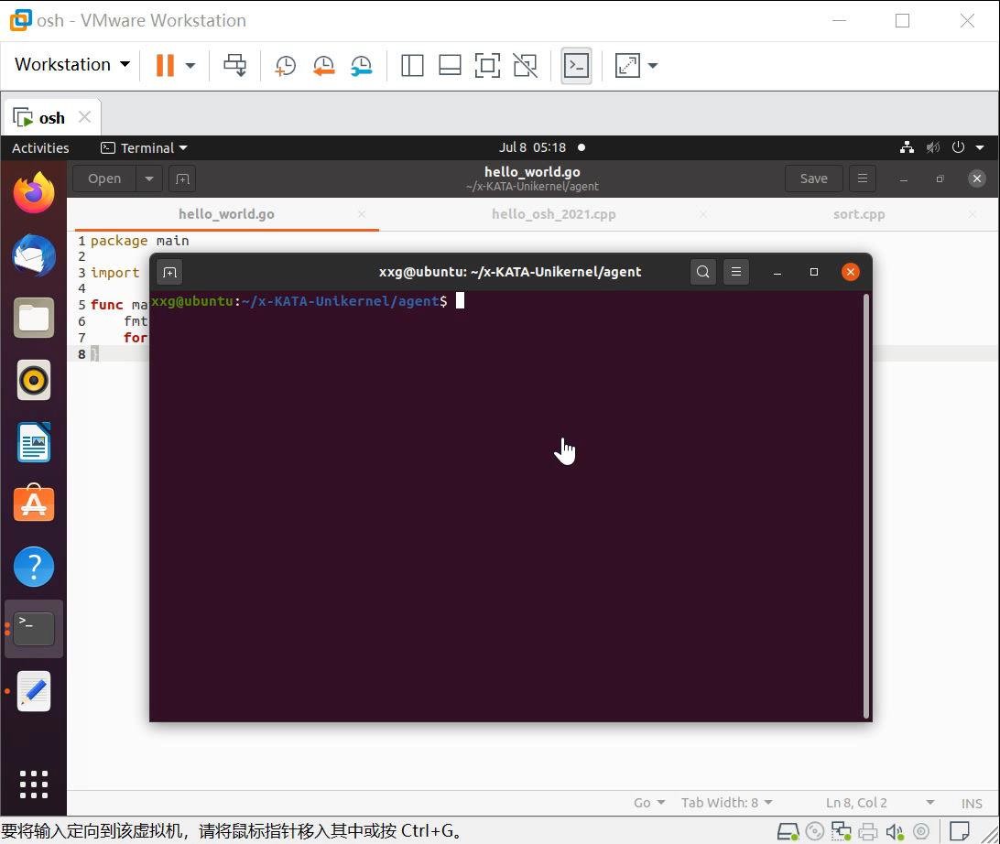 osh - VMware Workstation
Workstation
osh
Activities
Terminal
Jul 8 05:18
Open
hello_world.go
~/x-KATA-Unikernel/agent
Save
hello_world.go
hello_osh_2021.cpp
sort.cpp
1 package main
2
3 import
4
5 func ma
6 fmt
7 for
8 }
xxg@ubuntu: ~/x-KATA-Unikernel/agent
xxg@ubuntu:~/x-KATA-Unikernel/agent$
Go
Tab Width: 8
Ln 8, Col 2
INS
要将输入定向到该虚拟机，请将鼠标指针移入其中或按 Ctrl+G。